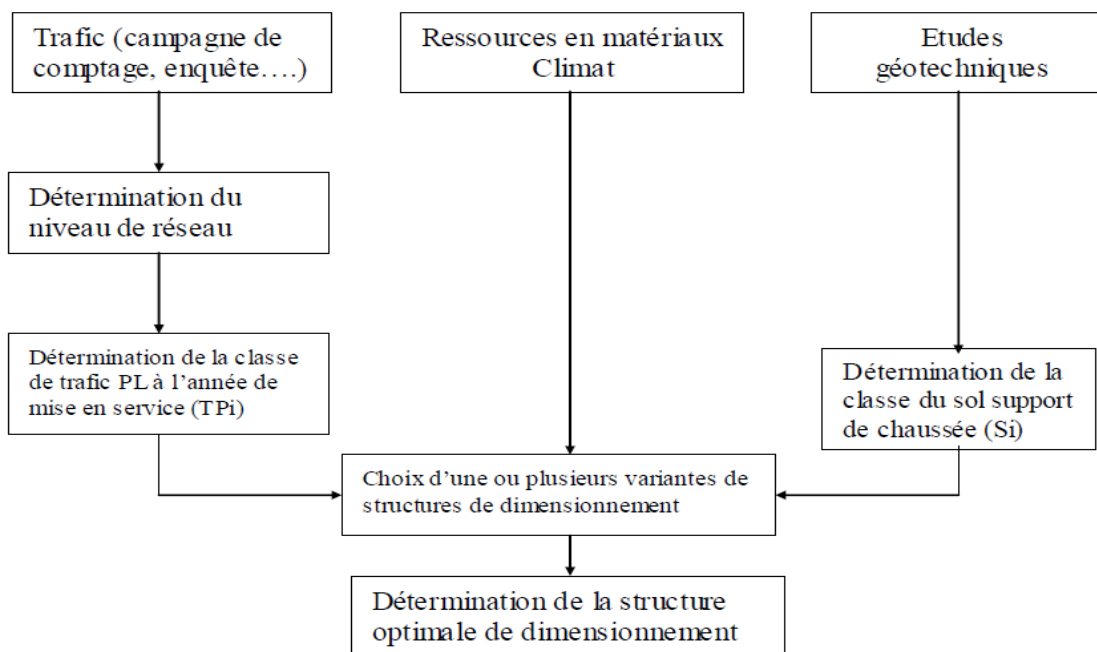 Trafic (campagne de
comptage, enquête….)
Ressources en matériaux
Climat
Etudes
géotechniques
Détermination du
niveau de réseau
Détermination de la classe
de trafic PL à l’année de
mise en service (TPi)
Détermination de la
classe du sol support
de chaussée (Si)
Choix d’une ou plusieurs variantes de
structures de dimensionnement
Détermination de la structure
optimale de dimensionnement